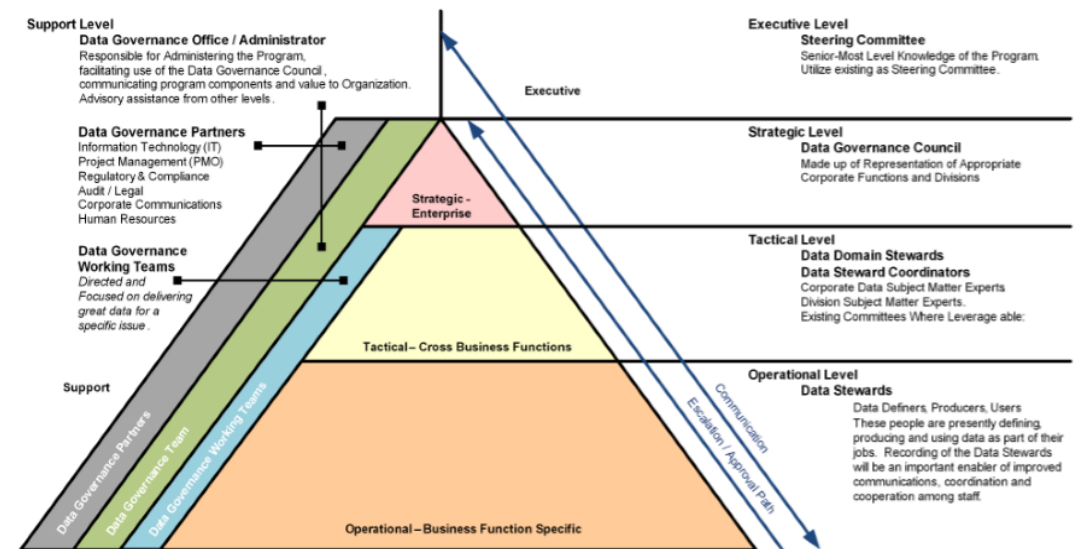 Support Level
Data Governance Office / Administrator
Responsible for Administering the Program,
facilitating use of the Data Governance Council,
communicating program components and value to Organization.
Advisory assistance from other levels.
Data Governance Partners
Information Technology (IT)
Project Management (PMO)
Regulatory & Compliance
Audit / Legal
Corporate Communications
Human Resources
Data Governance
Working Teams
Directed and
Focused on delivering
great data for a
specific issue.
Support
Data Governance Partners
Data Governance Team
Data Governance Working Teams
Executive
Strategic -
Enterprise
Tactical – Cross Business Functions
Operational – Business Function Specific
Communication
Escalation / Approval Path
Executive Level
Steering Committee
Senior-Most Level Knowledge of the Program.
Utilize existing as Steering Committee.
Strategic Level
Data Governance Council
Made up of Representation of Appropriate
Corporate Functions and Divisions
Tactical Level
Data Domain Stewards
Data Steward Coordinators
Corporate Data Subject Matter Experts
Division Subject Matter Experts.
Existing Committees Where Leverage able:
Operational Level
Data Stewards
Data Definers, Producers, Users
These people are presently defining,
producing and using data as part of their
jobs. Recording of the Data Stewards
will be an important enabler of improved
communications, coordination and
cooperation among staff.